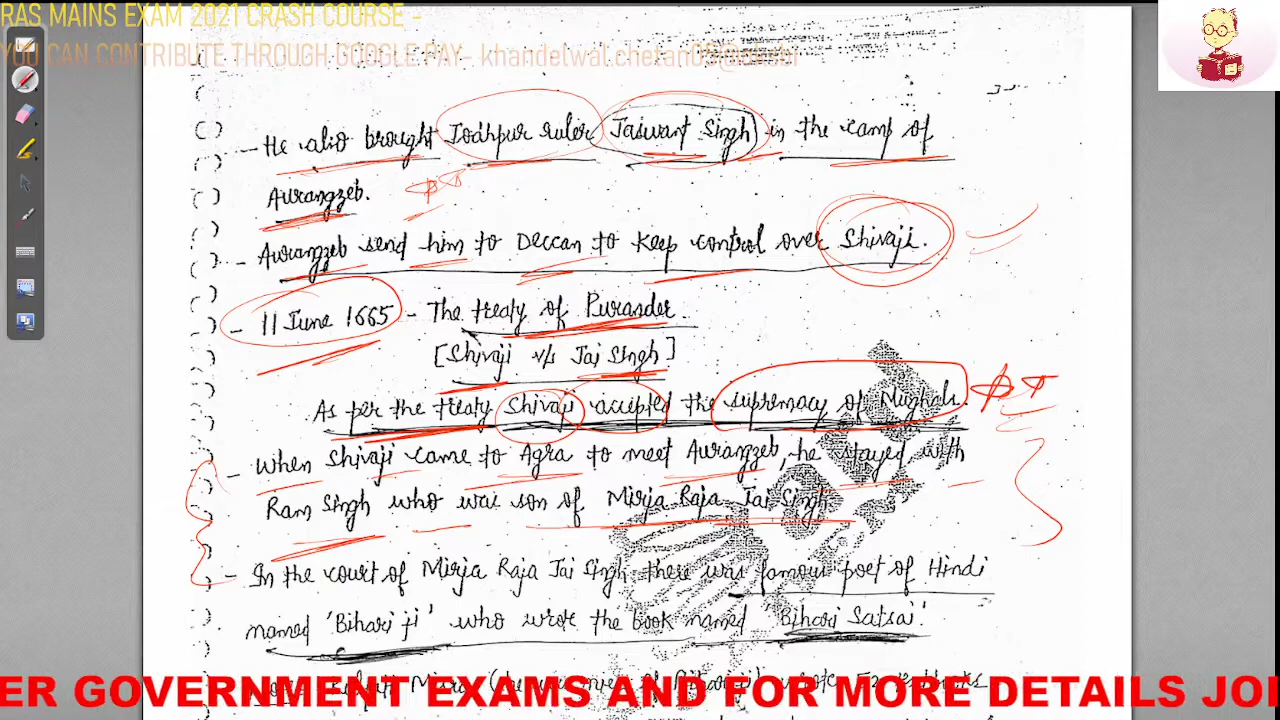 RAS MAINS EXAM 2021 CRASH COURSE -
YOU CAN CONTRIBUTE THROUGH GOOGLE PAY- khandelwal.chetan09@
- He also brought Jodhpur ruler Jaswant Singh in the camp of
Aurangzeb.
- Aurangzeb send him to Deccan to keep control over Shivaji.
- 11 June 1665 - The treaty of Purander.
[Shivaji v/s Jai Singh]
As per the treaty Shivaji accepted the supremacy of Mughals.
- When Shivaji came to Agra to meet Aurangzeb, he stayed with
Ram Singh who was son of Mirja Raja Jai Singh
- In the court of Mirja Raja Jai Singh there was famous poet of Hindi
named 'Bihari ji' who wrote the book named 'Bihari Satsai'
ER GOVERNMENT EXAMS AND FOR MORE DETAILS JOI